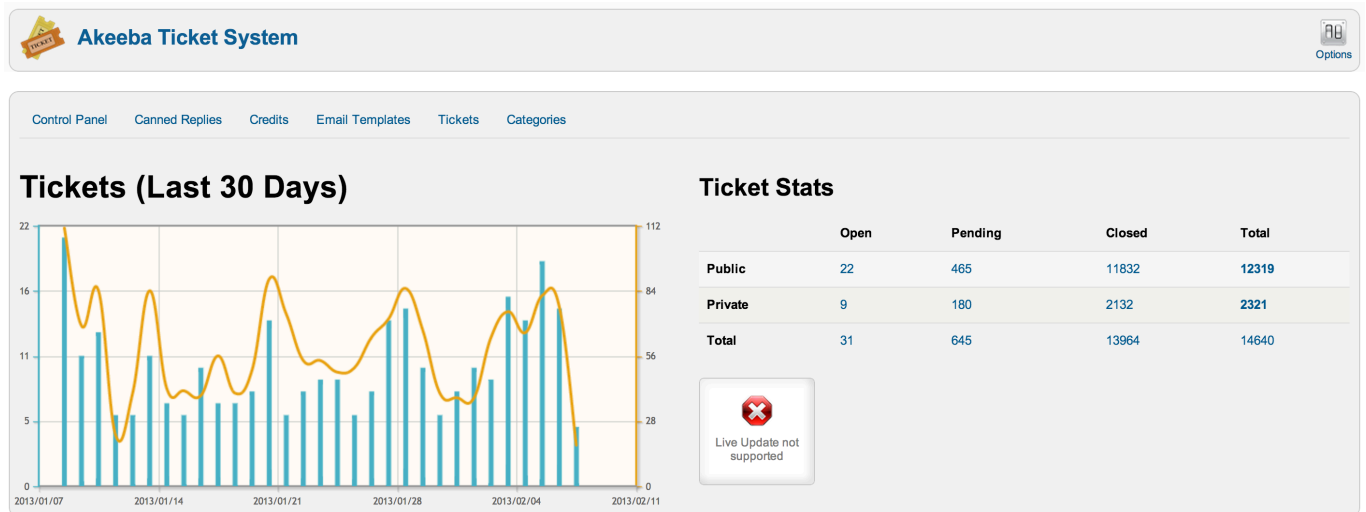 TICKET
Akeeba Ticket System
Options
Control Panel Canned Replies Credits Email Templates Tickets Categories
Tickets (Last 30 Days)
22 112
16 84
11 56
5 28
0 0
2013/01/07 2013/01/14 2013/01/21 2013/01/28 2013/02/04 2013/02/11
Ticket Stats
Open Pending Closed Total
Public 22 465 11832 12319
Private 9 180 2132 2321
Total 31 645 13964 14640
Live Update not
supported